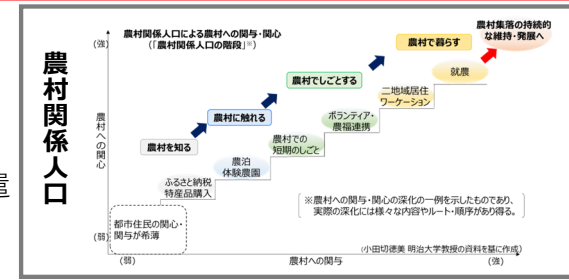 農村関係人口
農村関係人口による農村への関与・関心
(「農村関係人口の階段」※)
(強)
農村への関心
(弱)
農村集落の持続的
な維持・発展へ
農村で暮らす
就農
農村でしごとする
二地域居住
ワーケーション
農村に触れる
ボランティア・
農福連携
農村を知る
農村での
短期のしごと
農泊
体験農園
ふるさと納税
特産品購入
都市住民の関心・
関与が希薄
※農村への関与・関心の深化の一例を示したものであり、
実際の深化には様々な内容やルート・順序があり得る。
(小田切徳美 明治大学教授の資料を基に作成)
(弱)
農村への関与
(強)